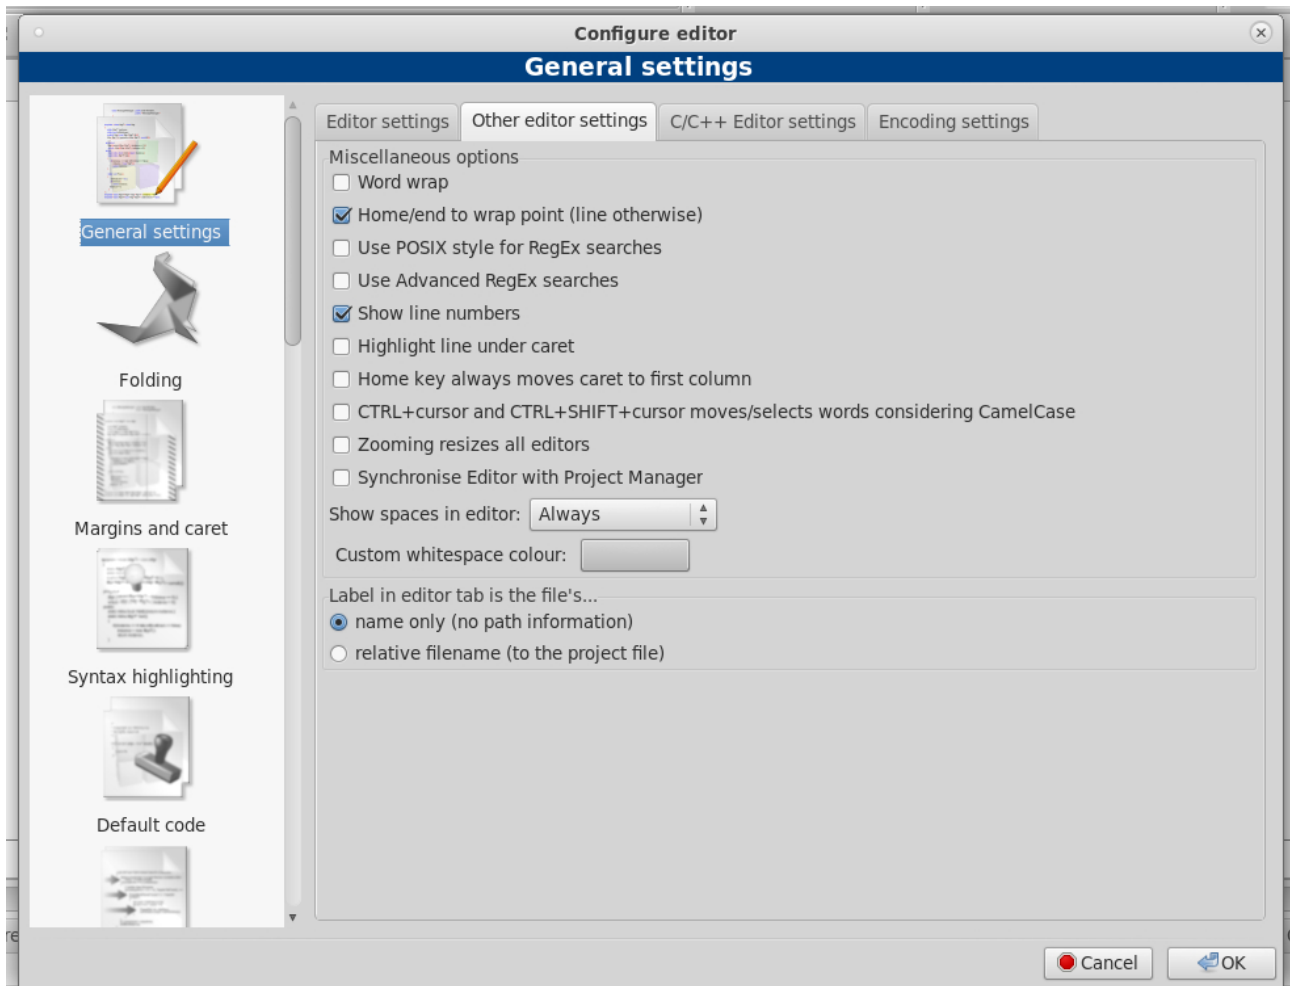 Configure editor
General settings
General settings
Folding
Margins and caret
Syntax highlighting
Default code
Editor settings
Other editor settings
C/C++ Editor settings
Encoding settings
Miscellaneous options
Word wrap
Home/end to wrap point (line otherwise)
Use POSIX style for RegEx searches
Use Advanced RegEx searches
Show line numbers
Highlight line under caret
Home key always moves caret to first column
CTRL+cursor and CTRL+SHIFT+cursor moves/selects words considering CamelCase
Zooming resizes all editors
Synchronise Editor with Project Manager
Show spaces in editor: Always
Custom whitespace colour:
Label in editor tab is the file's...
name only (no path information)
relative filename (to the project file)
Cancel
OK